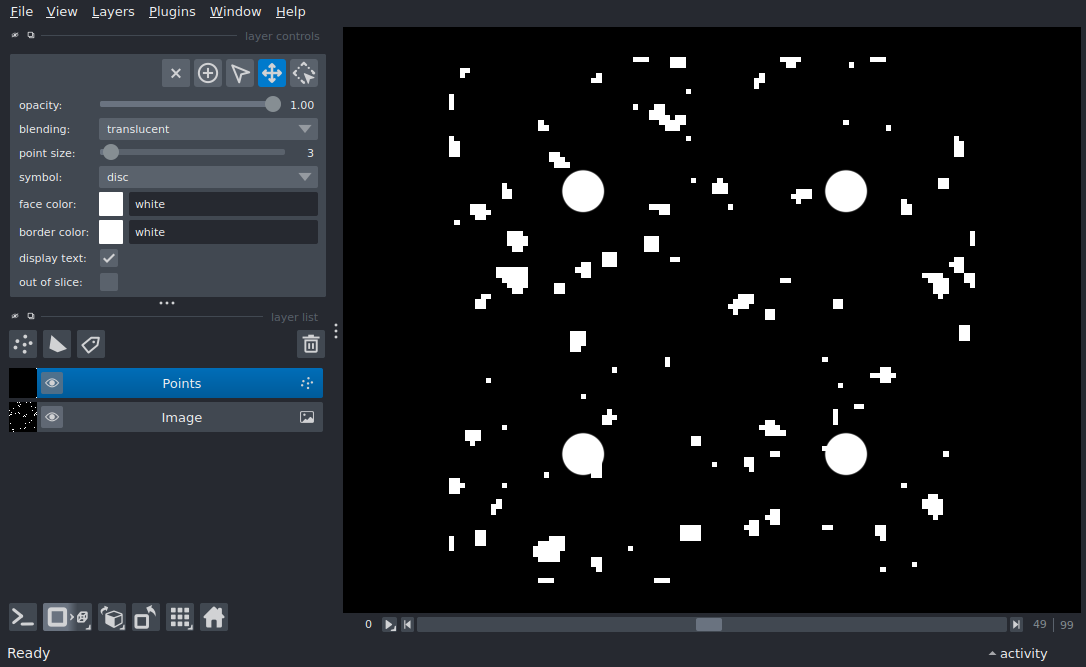 File View Layers Plugins Window Help
layer controls
opacity: 1.00
blending: translucent
point size: 3
symbol: disc
face color: white
border color: white
display text:
out of slice:
layer list
Points
Image
0 49 | 99
Ready activity